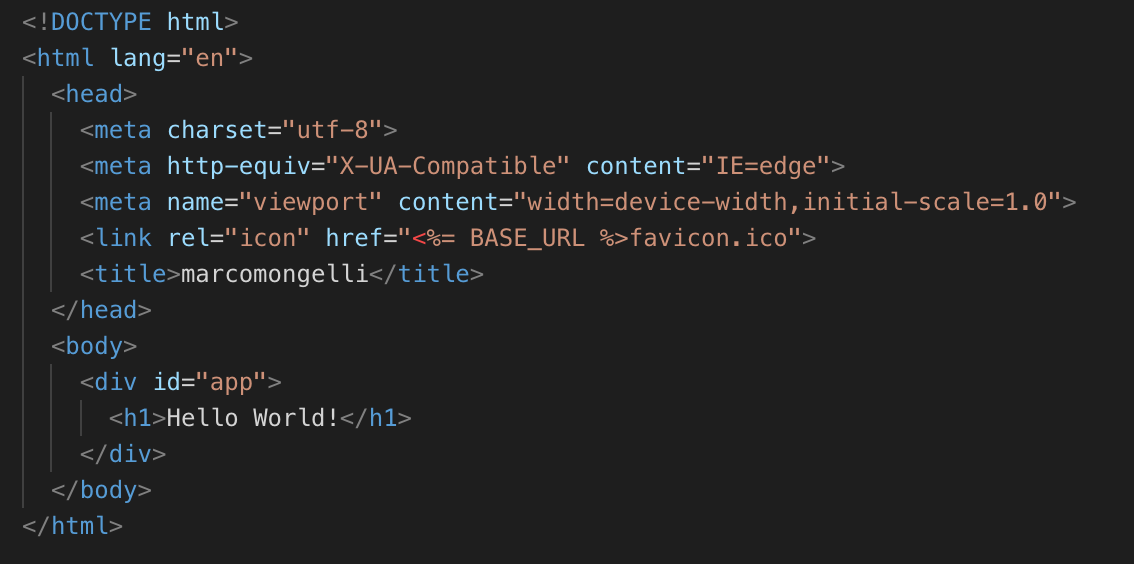 <!DOCTYPE html>
<html lang="en">
  <head>
    <meta charset="utf-8">
    <meta http-equiv="X-UA-Compatible" content="IE=edge">
    <meta name="viewport" content="width=device-width,initial-scale=1.0">
    <link rel="icon" href="<%= BASE_URL %>favicon.ico">
    <title>marcomongelli</title>
  </head>
  <body>
    <div id="app">
      <h1>Hello World!</h1>
    </div>
  </body>
</html>